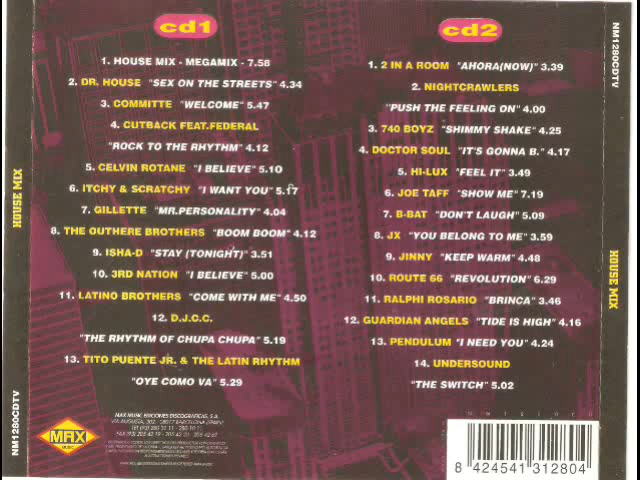 cd1
1. HOUSE MIX - MEGAMIX - 7.58
2. DR. HOUSE "SEX ON THE STREETS" 4.34
3. COMMITTE "WELCOME" 5.47
4. CUTBACK FEAT.FEDERAL
"ROCK TO THE RHYTHM" 4.12
5. CELVIN ROTANE "I BELIEVE" 5.10
6. ITCHY & SCRATCHY "I WANT YOU" 5.17
7. GILLETTE "MR.PERSONALITY" 4.04
8. THE OUTHERE BROTHERS "BOOM BOOM" 4.12
9. ISHA-D "STAY (TONIGHT)" 3.51
10. 3RD NATION "I BELIEVE" 5.00
11. LATINO BROTHERS "COME WITH ME" 4.50
12. D.J.C.C.
"THE RHYTHM OF CHUPA CHUPA" 5.19
13. TITO PUENTE JR. & THE LATIN RHYTHM
"OYE COMO VA" 5.29
cd2
1. 2 IN A ROOM "AHORA(NOW)" 3.39
2. NIGHTCRAWLERS
"PUSH THE FEELING ON" 4.00
3. 740 BOYZ "SHIMMY SHAKE" 4.25
4. DOCTOR SOUL "IT'S GONNA B." 4.17
5. HI-LUX "FEEL IT" 3.49
6. JOE TAFF "SHOW ME" 7.19
7. B-BAT "DON'T LAUGH" 5.09
8. JX "YOU BELONG TO ME" 3.59
9. JINNY "KEEP WARM" 4.48
10. ROUTE 66 "REVOLUTION" 6.29
11. RALPHI ROSARIO "BRINCA" 3.46
12. GUARDIAN ANGELS "TIDE IS HIGH" 4.16
13. PENDULUM "I NEED YOU" 4.24
14. UNDERSOUND
"THE SWITCH" 5.02
HOUSE MIX
NM1280CDTV
NM1280CDTV
HOUSE MIX
MAX
MUSIC
MAX MUSIC EDICIONES DISCOGRAFICAS, S.A.
8 424541 312804